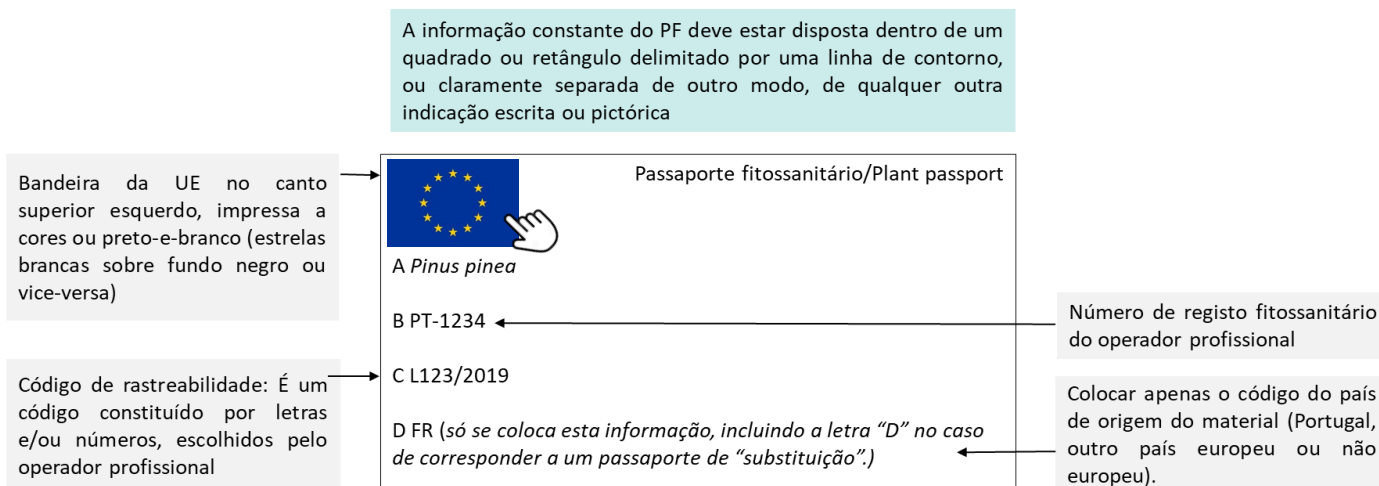 A informação constante do PF deve estar disposta dentro de um
quadrado ou retângulo delimitado por uma linha de contorno,
ou claramente separada de outro modo, de qualquer outra
indicação escrita ou pictórica
Bandeira da UE no canto
superior esquerdo, impressa a
cores ou preto-e-branco (estrelas
brancas sobre fundo negro ou
vice-versa)
Passaporte fitossanitário/Plant passport
A Pinus pinea
B PT-1234
Número de registo fitossanitário
do operador profissional
Código de rastreabilidade: É um
código constituído por letras
e/ou números, escolhidos pelo
operador profissional
C L123/2019
D FR (só se coloca esta informação, incluindo a letra “D” no caso
de corresponder a um passaporte de “substituição”.)
Colocar apenas o código do país
de origem do material (Portugal,
outro país europeu ou não
europeu).